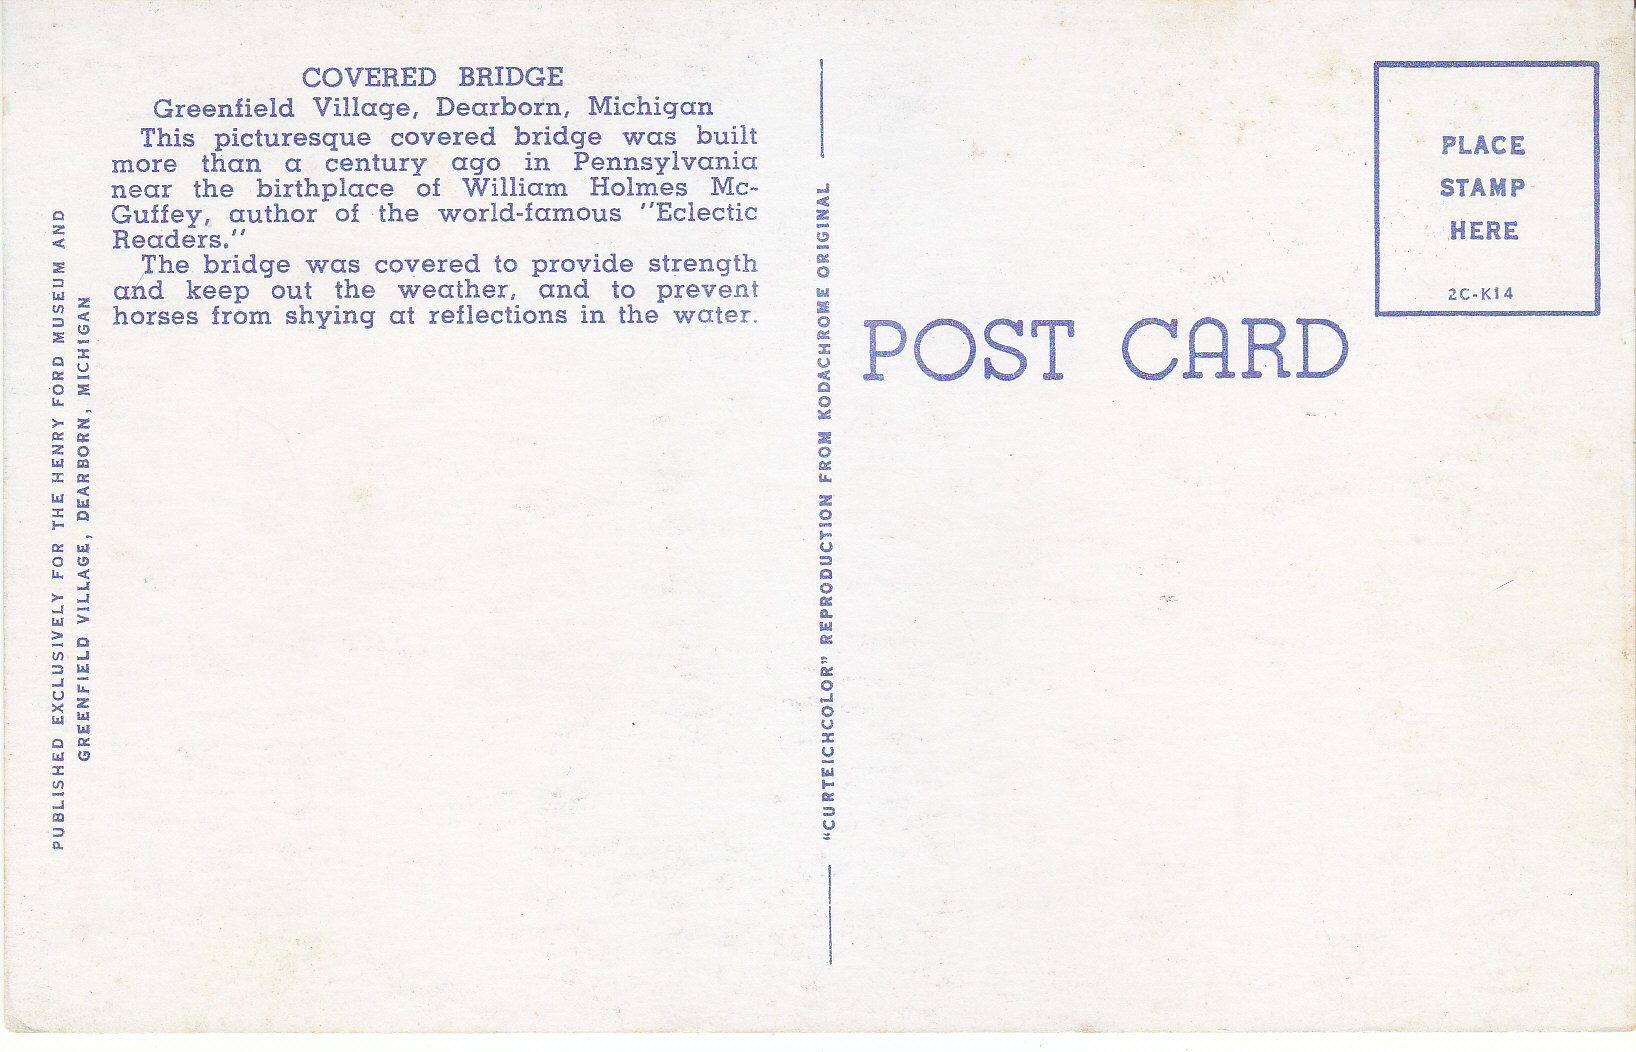 COVERED BRIDGE
Greenfield Village, Dearborn, Michigan
This picturesque covered bridge was built
more than a century ago in Pennsylvania
near the birthplace of William Holmes Mc-
Guffey, author of the world-famous "Eclectic
Readers."
The bridge was covered to provide strength
and keep out the weather, and to prevent
horses from shying at reflections in the water.
PUBLISHED EXCLUSIVELY FOR THE HENRY FORD MUSEUM AND
GREENFIELD VILLAGE, DEARBORN, MICHIGAN
"CURTEICHCOLOR" REPRODUCTION FROM KODACHROME ORIGINAL
POST CARD
PLACE
STAMP
HERE
2C-K14